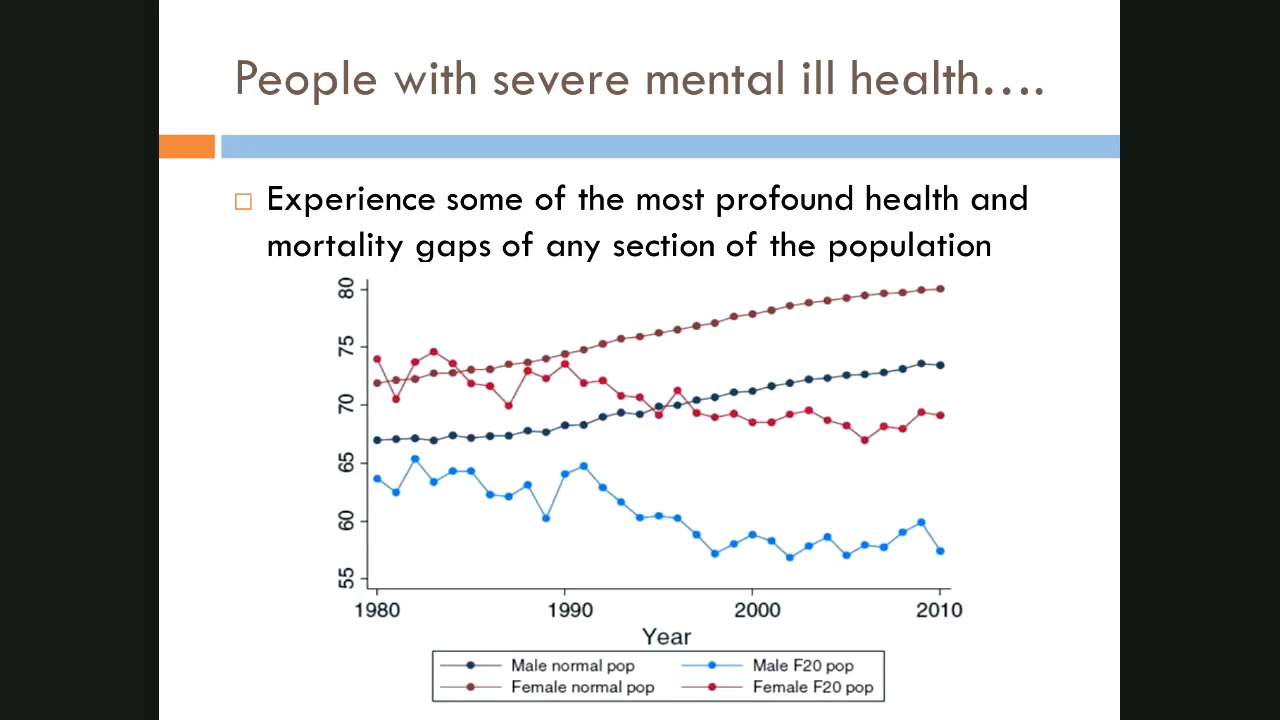 People with severe mental ill health....
Experience some of the most profound health and
mortality gaps of any section of the population
80
75
70
65
60
55
1980 1990 2000 2010
Year
Male normal pop Male F20 pop
Female normal pop Female F20 pop